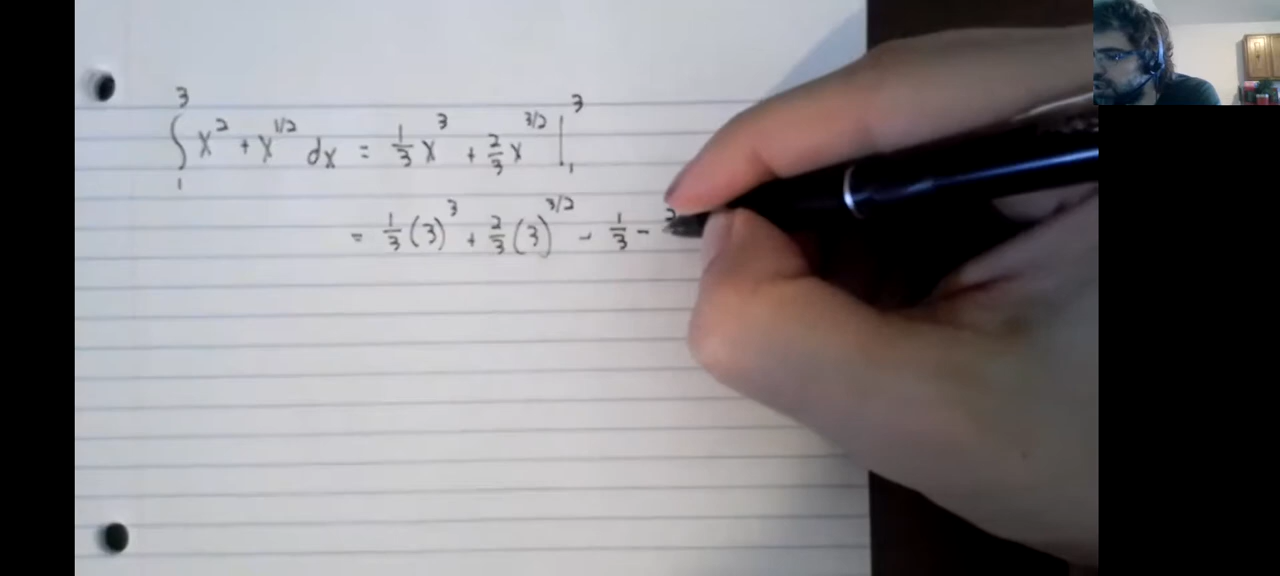 ∫₁³ x² + x^{1/2} dx = 1/3 x³ + 2/3 x^{3/2} |₁³
= 1/3 (3)³ + 2/3 (3)^{3/2} - 1/3 - 2